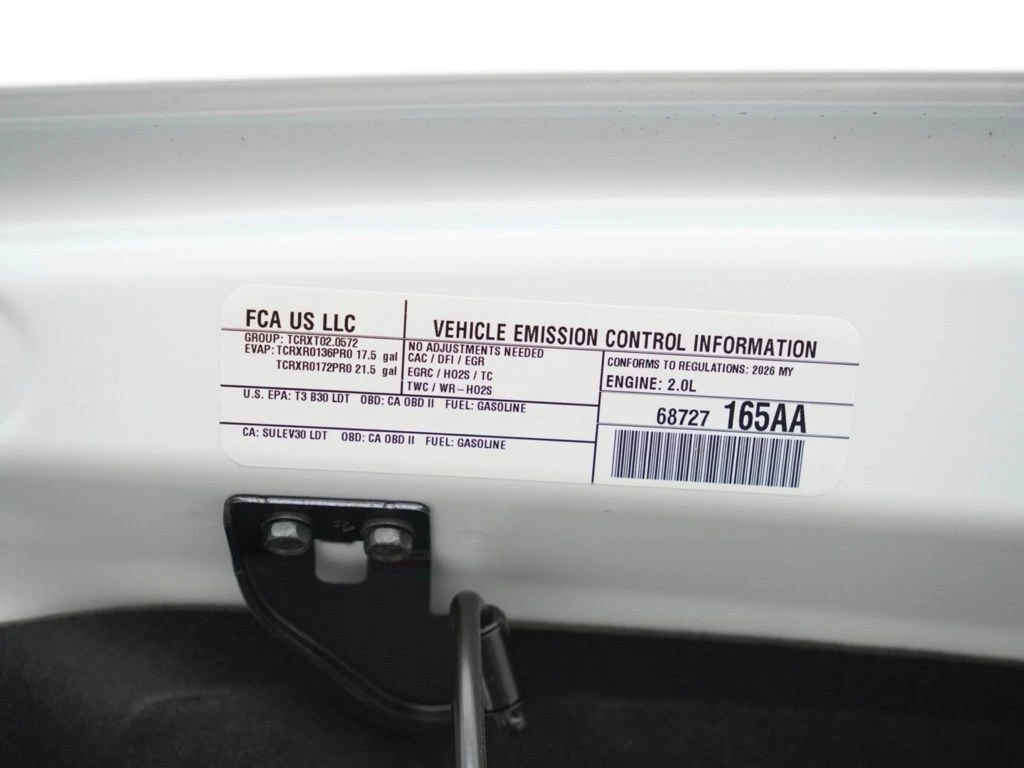 FCA US LLC
VEHICLE EMISSION CONTROL INFORMATION
GROUP: TCRXT02.0572
EVAP: TCRXR0136PR0 17.5 gal
TCRXR0172PR0 21.5 gal
NO ADJUSTMENTS NEEDED
CAC / DFI / EGR
EGRC / HO2S / TC
TWC / WR-HO2S
CONFORMS TO REGULATIONS: 2026 MY
ENGINE: 2.0L
U.S. EPA: T3 B30 LDT OBD: CA OBD II FUEL: GASOLINE
68727 165AA
CA: SULEV30 LDT OBD: CA OBD II FUEL: GASOLINE